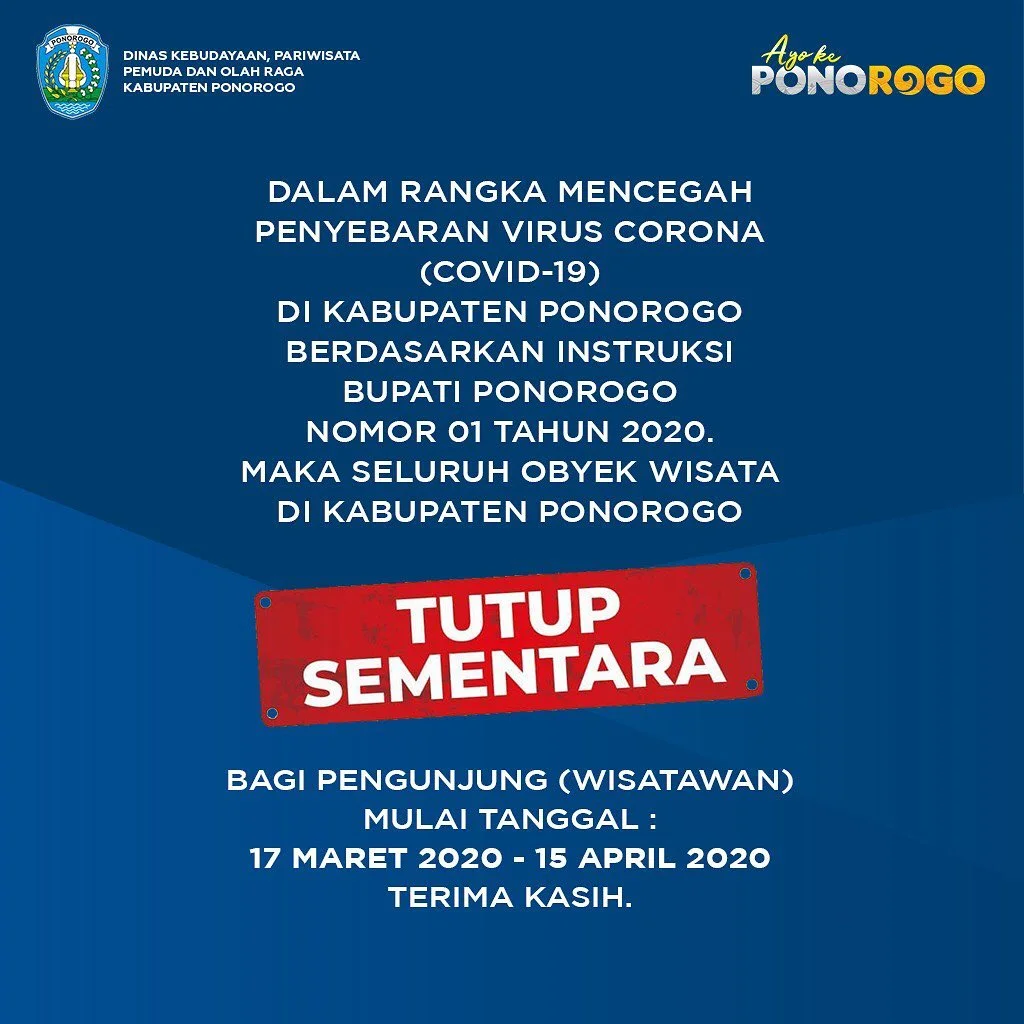 PONOROGO
DINAS KEBUDAYAAN, PARIWISATA
PEMUDA DAN OLAH RAGA
KABUPATEN PONOROGO
Ayo ke
PONOROGO
DALAM RANGKA MENCEGAH
PENYEBARAN VIRUS CORONA
(COVID-19)
DI KABUPATEN PONOROGO
BERDASARKAN INSTRUKSI
BUPATI PONOROGO
NOMOR 01 TAHUN 2020.
MAKA SELURUH OBYEK WISATA
DI KABUPATEN PONOROGO
TUTUP
SEMENTARA
BAGI PENGUNJUNG (WISATAWAN)
MULAI TANGGAL :
17 MARET 2020 - 15 APRIL 2020
TERIMA KASIH.